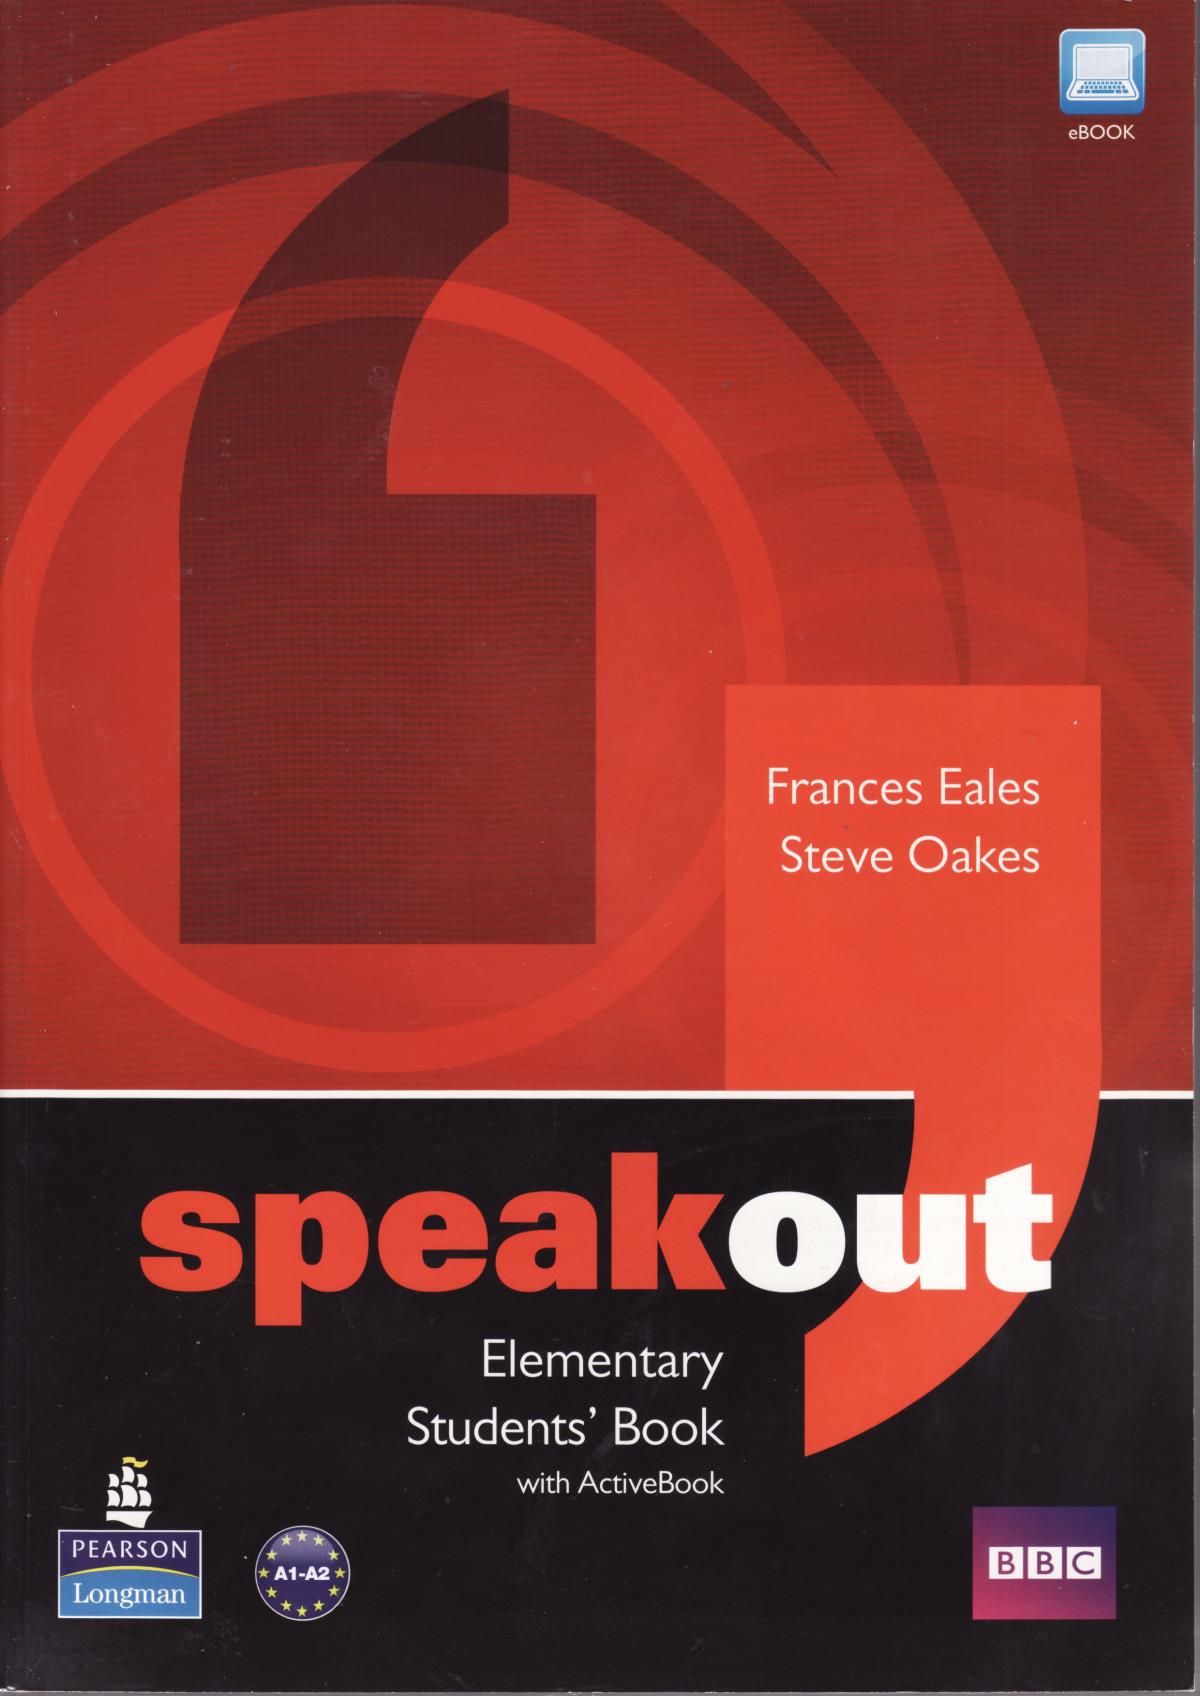 eBOOK
Frances Eales
Steve Oakes
speakout
Elementary
Students’ Book
with ActiveBook
PEARSON
Longman
A1-A2
BBC